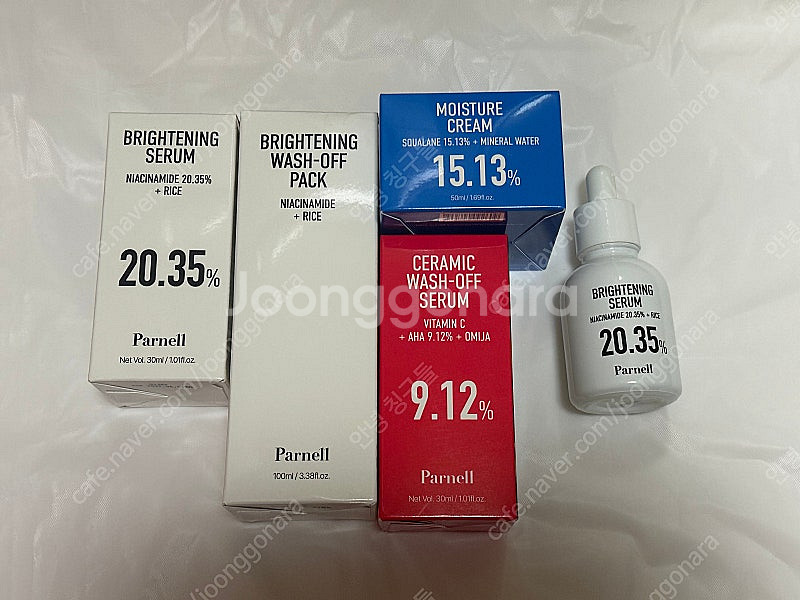 BRIGHTENING
SERUM
NIACINAMIDE 20.35%
+ RICE
20.35%
Parnell
Net Vol. 30ml / 1.01fl.oz.
BRIGHTENING
WASH-OFF
PACK
NIACINAMIDE
+ RICE
Parnell
100ml / 3.38fl.oz.
MOISTURE
CREAM
SQUALANE 15.13% + MINERAL WATER
15.13%
50ml / 1.69fl.oz.
CERAMIC
WASH-OFF
SERUM
VITAMIN C
+ AHA 9.12% + OMIJA
9.12%
Parnell
Net Vol. 30ml / 1.01fl.oz.
BRIGHTENING
SERUM
NIACINAMIDE 20.35% + RICE
20.35%
Parnell
Joonggonara
cafe.naver.com/joonggonara